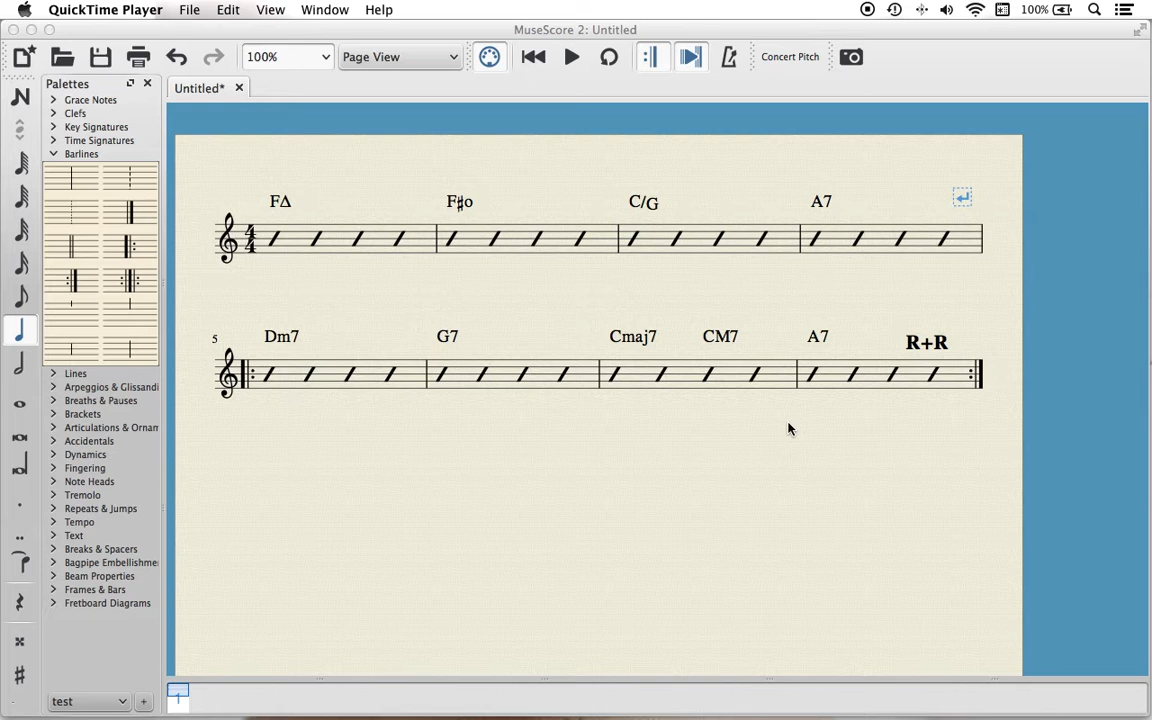 QuickTime Player File Edit View Window Help 100%
MuseScore 2: Untitled
100% Page View Concert Pitch
Palettes
Untitled*
Grace Notes
Clefs
Key Signatures
Time Signatures
Barlines
Lines
Arpeggios & Glissandi
Breaths & Pauses
Brackets
Articulations & Ornam
Accidentals
Dynamics
Fingering
Note Heads
Tremolo
Repeats & Jumps
Tempo
Text
Breaks & Spacers
Bagpipe Embellishme
Beam Properties
Frames & Bars
Fretboard Diagrams
test
+
FΔ F♯o C/G A7
4
4
5 Dm7 G7 Cmaj7 CM7 A7 R+R
1